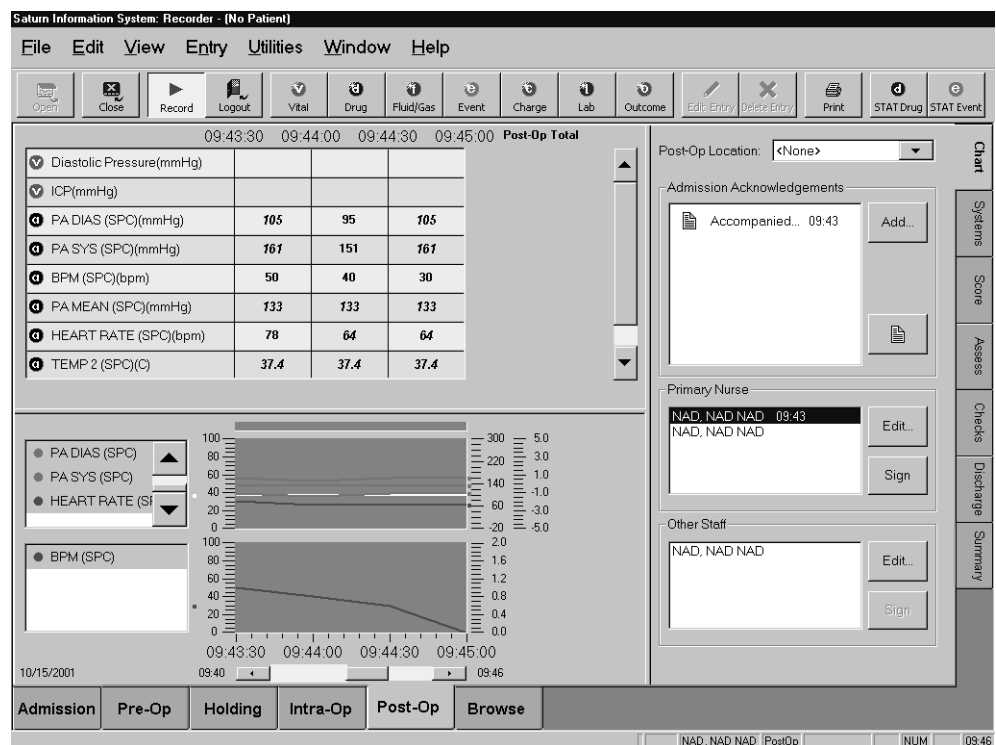 Saturn Information System: Recorder - (No Patient)
File Edit View Entry Utilities Window Help
Open Close Record Logout Vital Drug Fluid/Gas Event Charge Lab Outcome Edit Entry Delete Entry Print STAT Drug STAT Event
09:43:30 09:44:00 09:44:30 09:45:00 Post-Op Total
Diastolic Pressure(mmHg)
ICP(mmHg)
PA DIAS (SPC)(mmHg) 105 95 105
PA SYS (SPC)(mmHg) 161 151 161
BPM (SPC)(bpm) 50 40 30
PA MEAN (SPC)(mmHg) 133 133 133
HEART RATE (SPC)(bpm) 78 64 64
TEMP 2 (SPC)(C) 37.4 37.4 37.4
PA DIAS (SPC)
PA SYS (SPC)
HEART RATE (SP
100 300 5.0
80 220 3.0
60 140 1.0
40 60 -1.0
20 -20 -3.0
0 -5.0
BPM (SPC)
100 2.0
80 1.6
60 1.2
40 0.8
20 0.4
0 0.0
09:43:30 09:44:00 09:44:30 09:45:00
10/15/2001 09:40 09:46
Post-Op Location: <None>
Admission Acknowledgements
Accompanied... 09:43
Add...
Primary Nurse
NAD, NAD NAD 09:43
NAD, NAD NAD
Edit...
Sign
Other Staff
NAD, NAD NAD
Edit...
Sign
Chart
Systems
Score
Assess
Checks
Discharge
Summary
Admission Pre-Op Holding Intra-Op Post-Op Browse
NAD, NAD NAD PostOp NUM 09:46